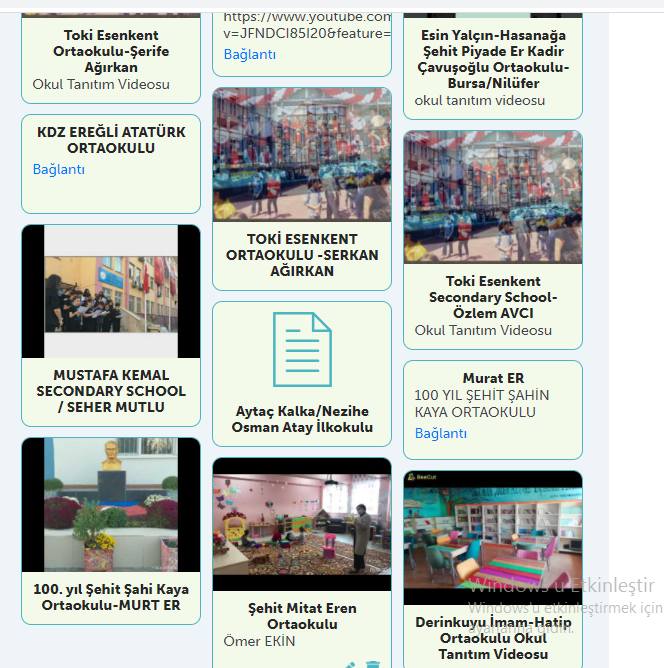 Toki Esenkent
Ortaokulu-Şerife
Ağırkan
Okul Tanıtım Videosu
KDZ EREĞLİ ATATÜRK
ORTAOKULU
Bağlantı
MUSTAFA KEMAL
SECONDARY SCHOOL
/ SEHER MUTLU
100. yıl Şehit Şahi Kaya
Ortaokulu-MURT ER
https://www.youtube.com
v=JFNDCI85I20&feature=
Bağlantı
TOKİ ESENKENT
ORTAOKULU -SERKAN
AĞIRKAN
Aytaç Kalka/Nezihe
Osman Atay İlkokulu
Şehit Mitat Eren
Ortaokulu
Ömer EKİN
Esin Yalçın-Hasanağa
Şehit Piyade Er Kadir
Çavuşoğlu Ortaokulu-
Bursa/Nilüfer
okul tanıtım videosu
Toki Esenkent
Secondary School-
Özlem AVCI
Okul Tanıtım Videosu
Murat ER
100 YIL ŞEHİT ŞAHİN
KAYA ORTAOKULU
Bağlantı
BeeCut
Derinkuyu İmam-Hatip
Ortaokulu Okul
Tanıtım Videosu
Windows'u Etkinleştir
Windows'u etkinleştirmek için
ayarlarına gidin.